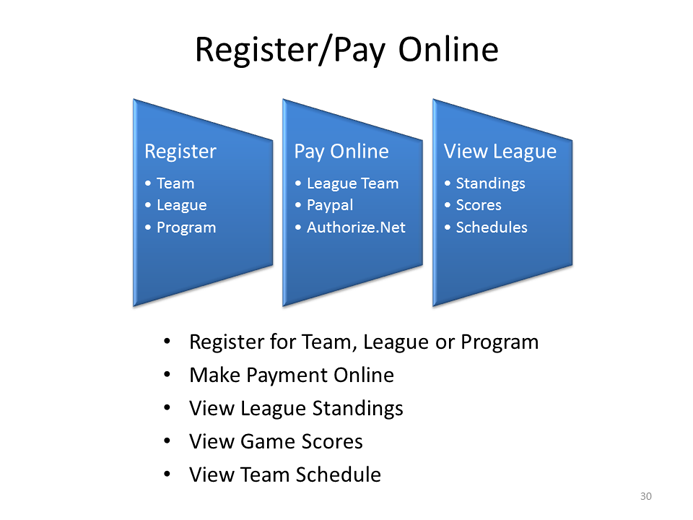 Register/Pay Online
Register
• Team
• League
• Program
Pay Online
• League Team
• Paypal
• Authorize.Net
View League
• Standings
• Scores
• Schedules
• Register for Team, League or Program
• Make Payment Online
• View League Standings
• View Game Scores
• View Team Schedule
30